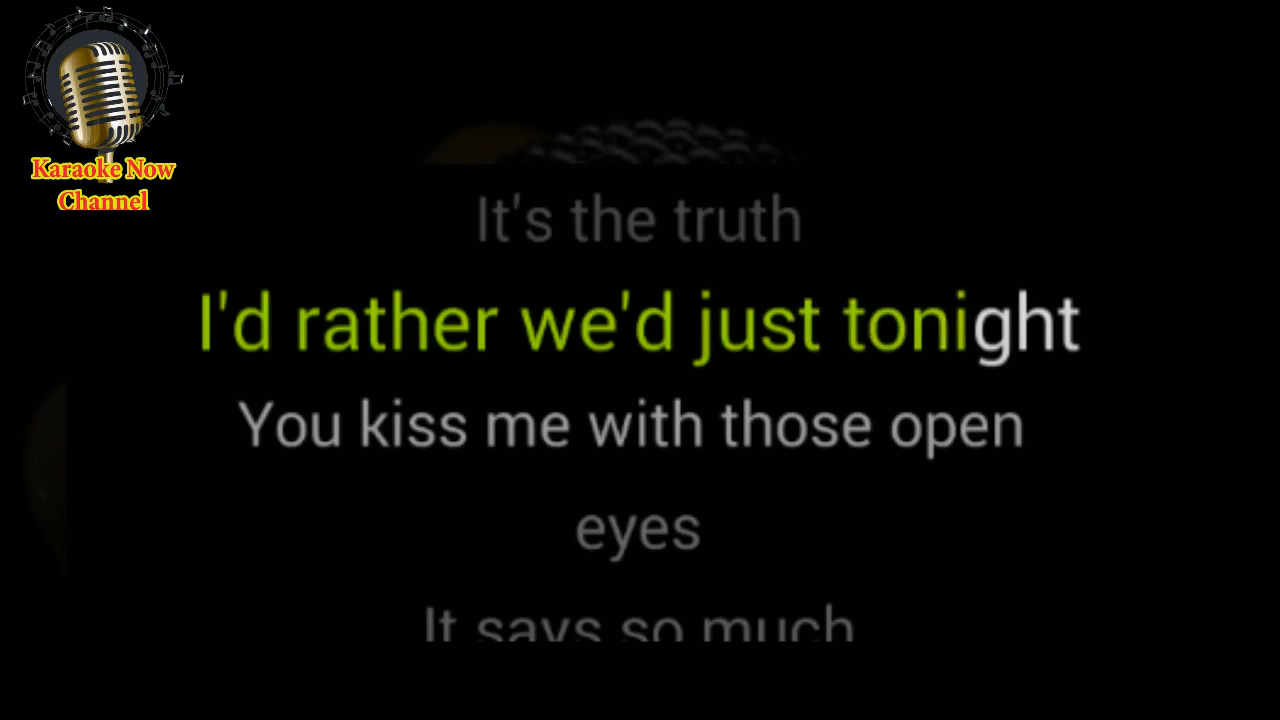 Karaoke Now
Channel
It's the truth
I'd rather we'd just tonight
You kiss me with those open
eyes
It says so much